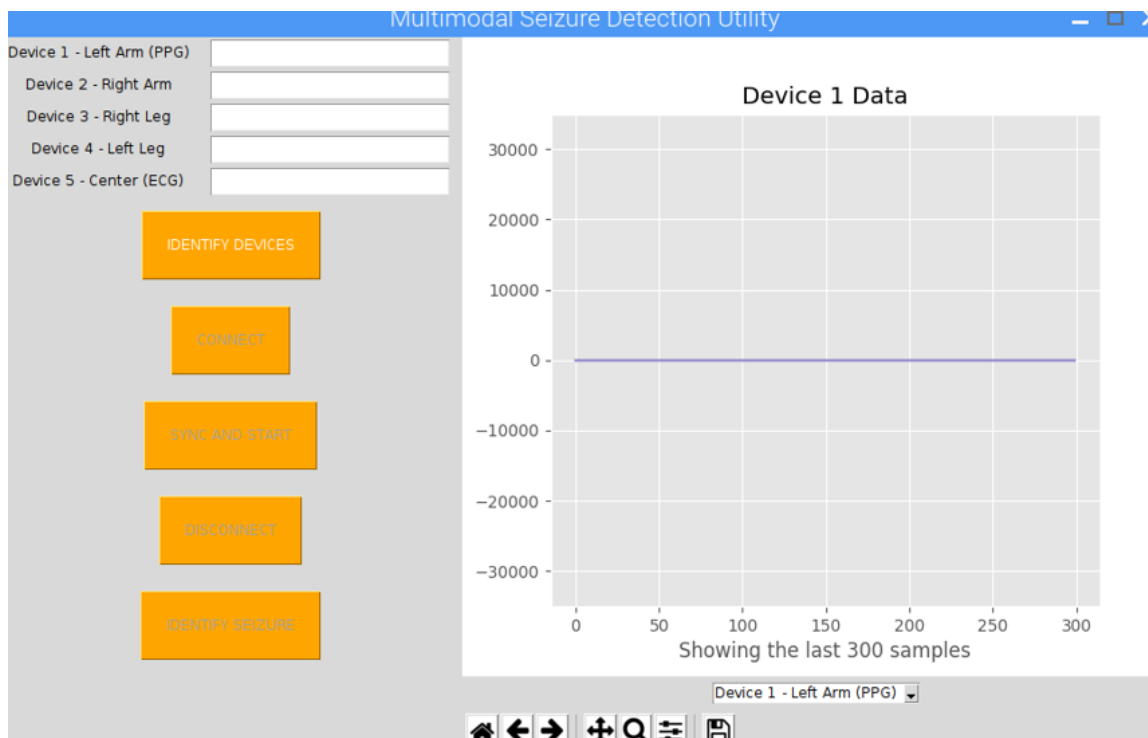 Multimodal Seizure Detection Utility
Device 1 - Left Arm (PPG)
Device 2 - Right Arm
Device 3 - Right Leg
Device 4 - Left Leg
Device 5 - Center (ECG)
IDENTIFY DEVICES
CONNECT
SYNC AND START
DISCONNECT
IDENTIFY SEIZURE
Device 1 Data
30000
20000
10000
0
−10000
−20000
−30000
0 50 100 150 200 250 300
Showing the last 300 samples
Device 1 - Left Arm (PPG)